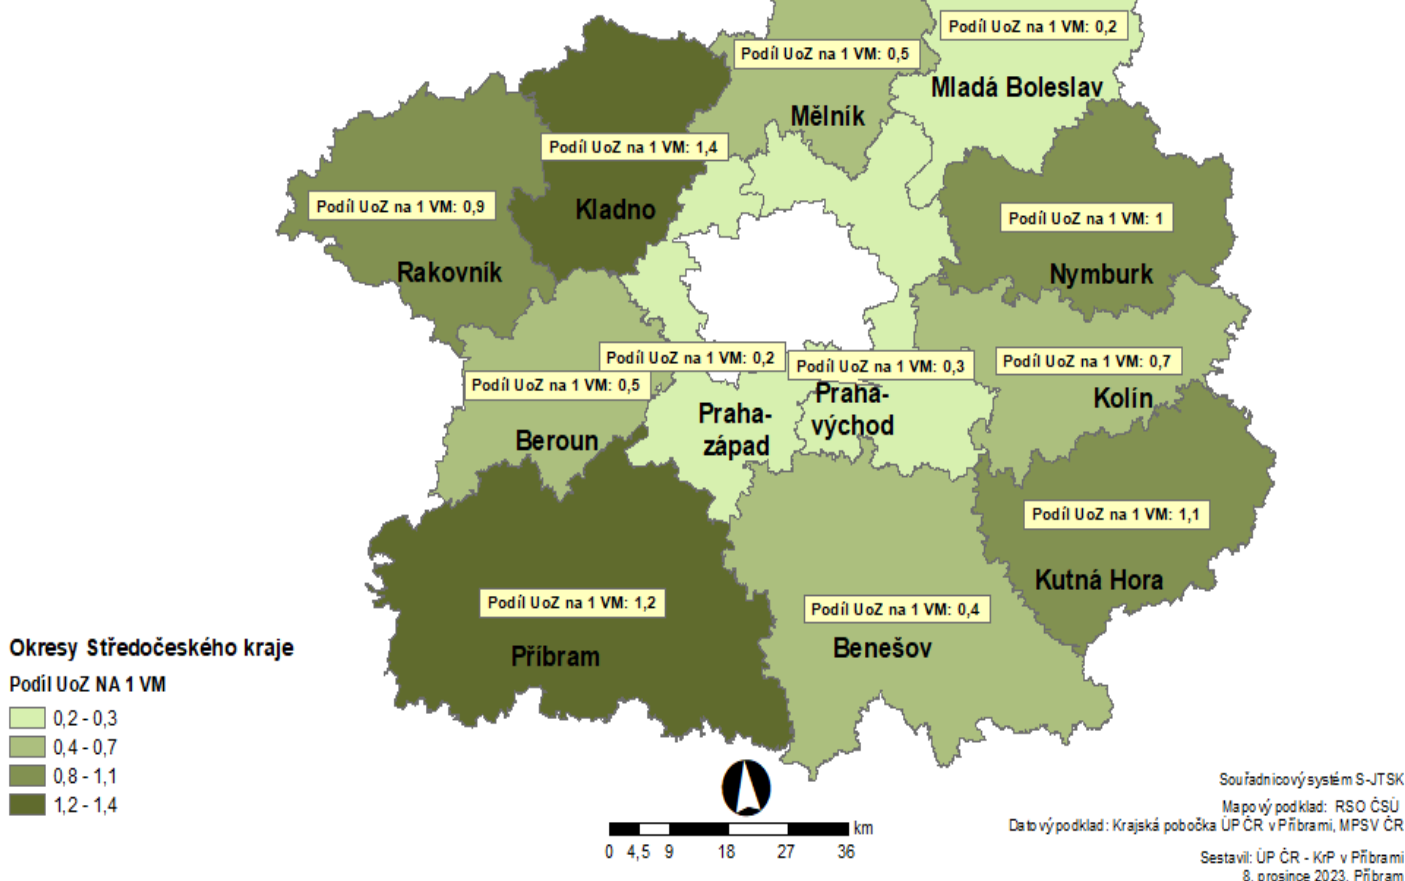 Podíl UoZ na 1 VM: 0,2
Podíl UoZ na 1 VM: 0,5
Mladá Boleslav
Mělník
Podíl UoZ na 1 VM: 1,4
Podíl UoZ na 1 VM: 0,9
Kladno
Podíl UoZ na 1 VM: 1
Rakovník
Nymburk
Podíl UoZ na 1 VM: 0,2
Podíl UoZ na 1 VM: 0,3
Podíl UoZ na 1 VM: 0,7
Podíl UoZ na 1 VM: 0,5
Kolín
Praha-
západ
Praha-
východ
Beroun
Podíl UoZ na 1 VM: 1,1
Kutná Hora
Podíl UoZ na 1 VM: 1,2
Podíl UoZ na 1 VM: 0,4
Příbram
Benešov
Okresy Středočeského kraje
Podíl UoZ NA 1 VM
0,2 - 0,3
0,4 - 0,7
0,8 - 1,1
1,2 - 1,4
km
0 4,5 9 18 27 36
Souřadnicový systém S-JTSK
Mapový podklad: RSO ČSÚ
Datový podklad: Krajská pobočka ÚP ČR v Příbrami, MPSV ČR
Sestavil: ÚP ČR - KrP v Příbrami
8. prosince 2023, Příbram